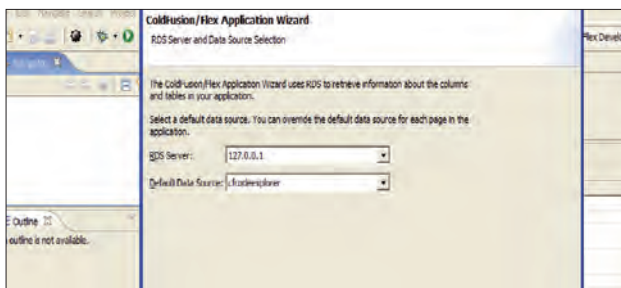 ColdFusion/Flex Application Wizard
RDS Server and Data Source Selection
Flex Devel
The ColdFusion/Flex Application Wizard uses RDS to retrieve information about the columns
and tables in your application.
Select a default data source. You can override the default data source for each page in the
application.
RDS Server: 127.0.0.1
Default Data Source: cfcodeexplorer
Outline
outline is not available.